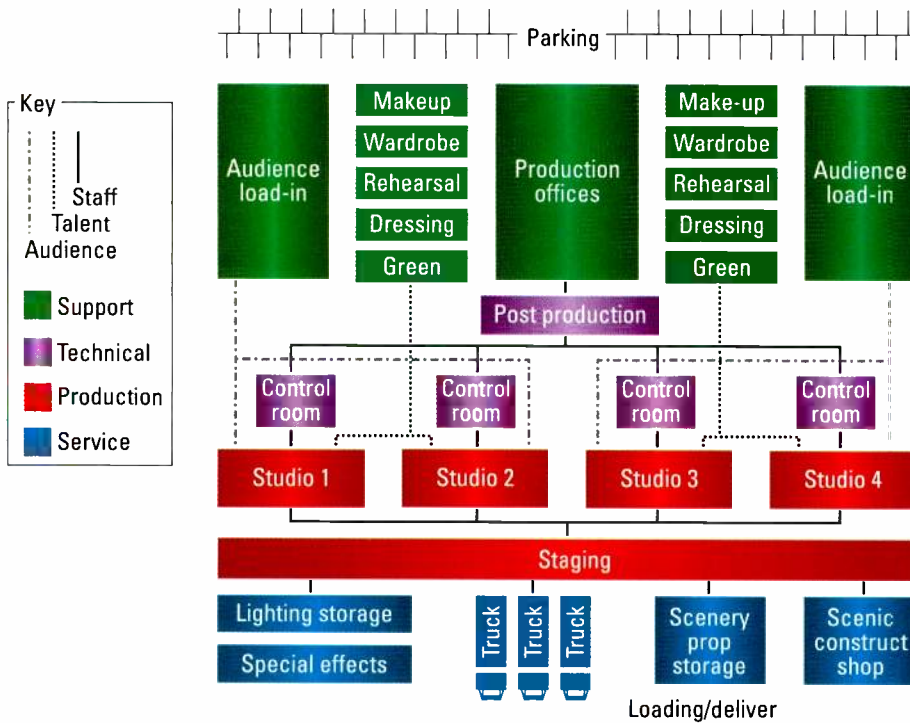 Parking
Key
Staff
Talent
Audience
Support
Technical
Production
Service
Audience
load-in
Makeup
Wardrobe
Rehearsal
Dressing
Green
Production
offices
Make-up
Wardrobe
Rehearsal
Dressing
Green
Audience
load-in
Post production
Control
room
Control
room
Control
room
Control
room
Studio 1
Studio 2
Studio 3
Studio 4
Staging
Lighting storage
Special effects
Truck
Truck
Truck
Scenery
prop
storage
Scenic
construct
shop
Loading/deliver